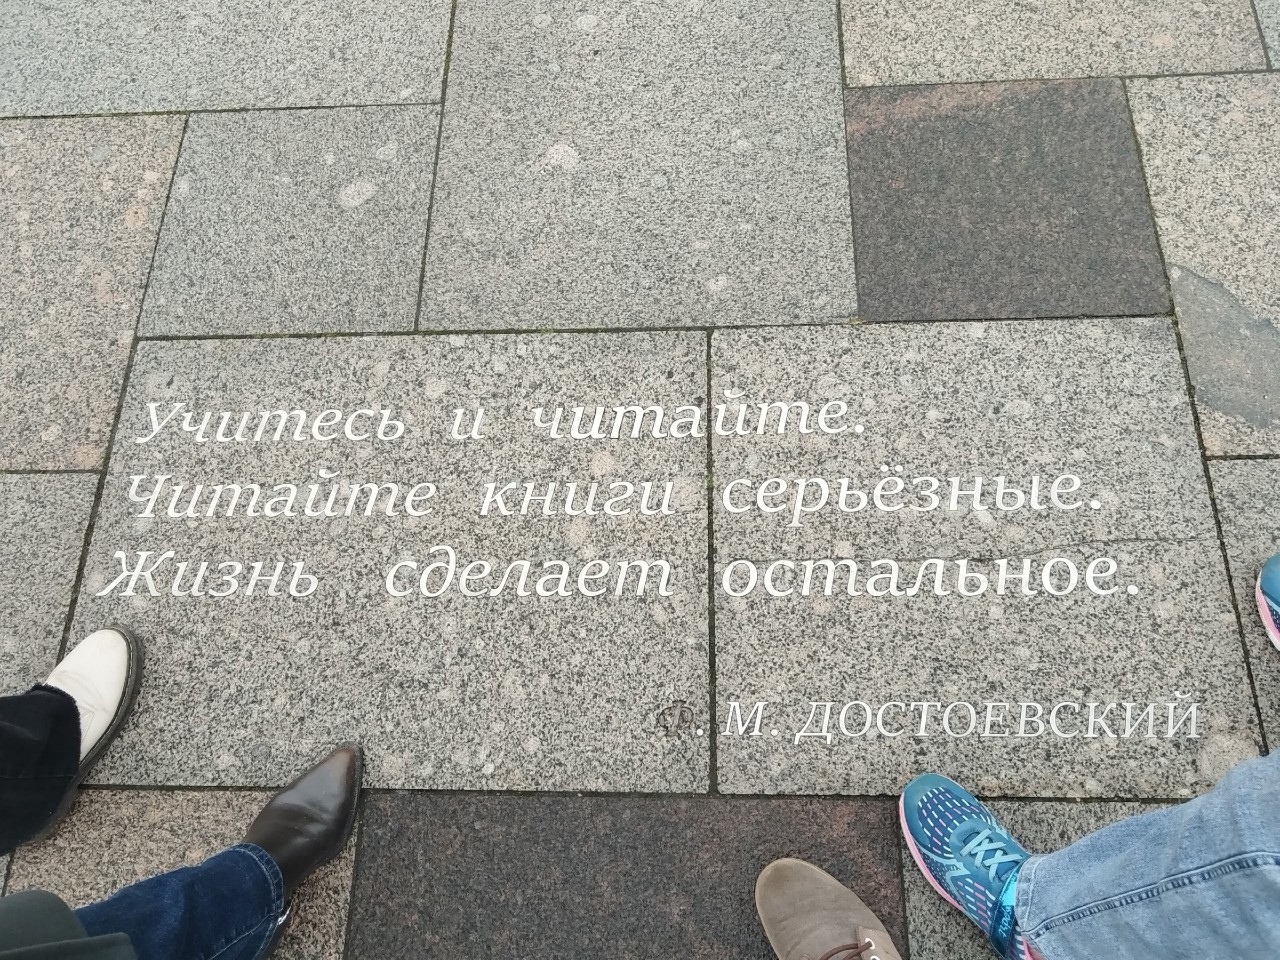 Учитесь и читайте.
Читайте книги серьёзные.
Жизнь сделает остальное.
Ф. М. ДОСТОЕВСКИЙ